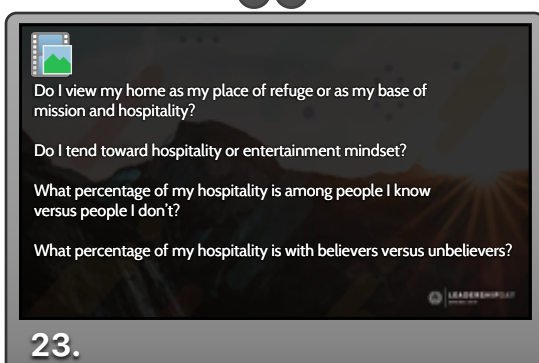 Do I view my home as my place of refuge or as my base of
mission and hospitality?
Do I tend toward hospitality or entertainment mindset?
What percentage of my hospitality is among people I know
versus people I don't?
What percentage of my hospitality is with believers versus unbelievers?
LEADERSHIPDAY
23.